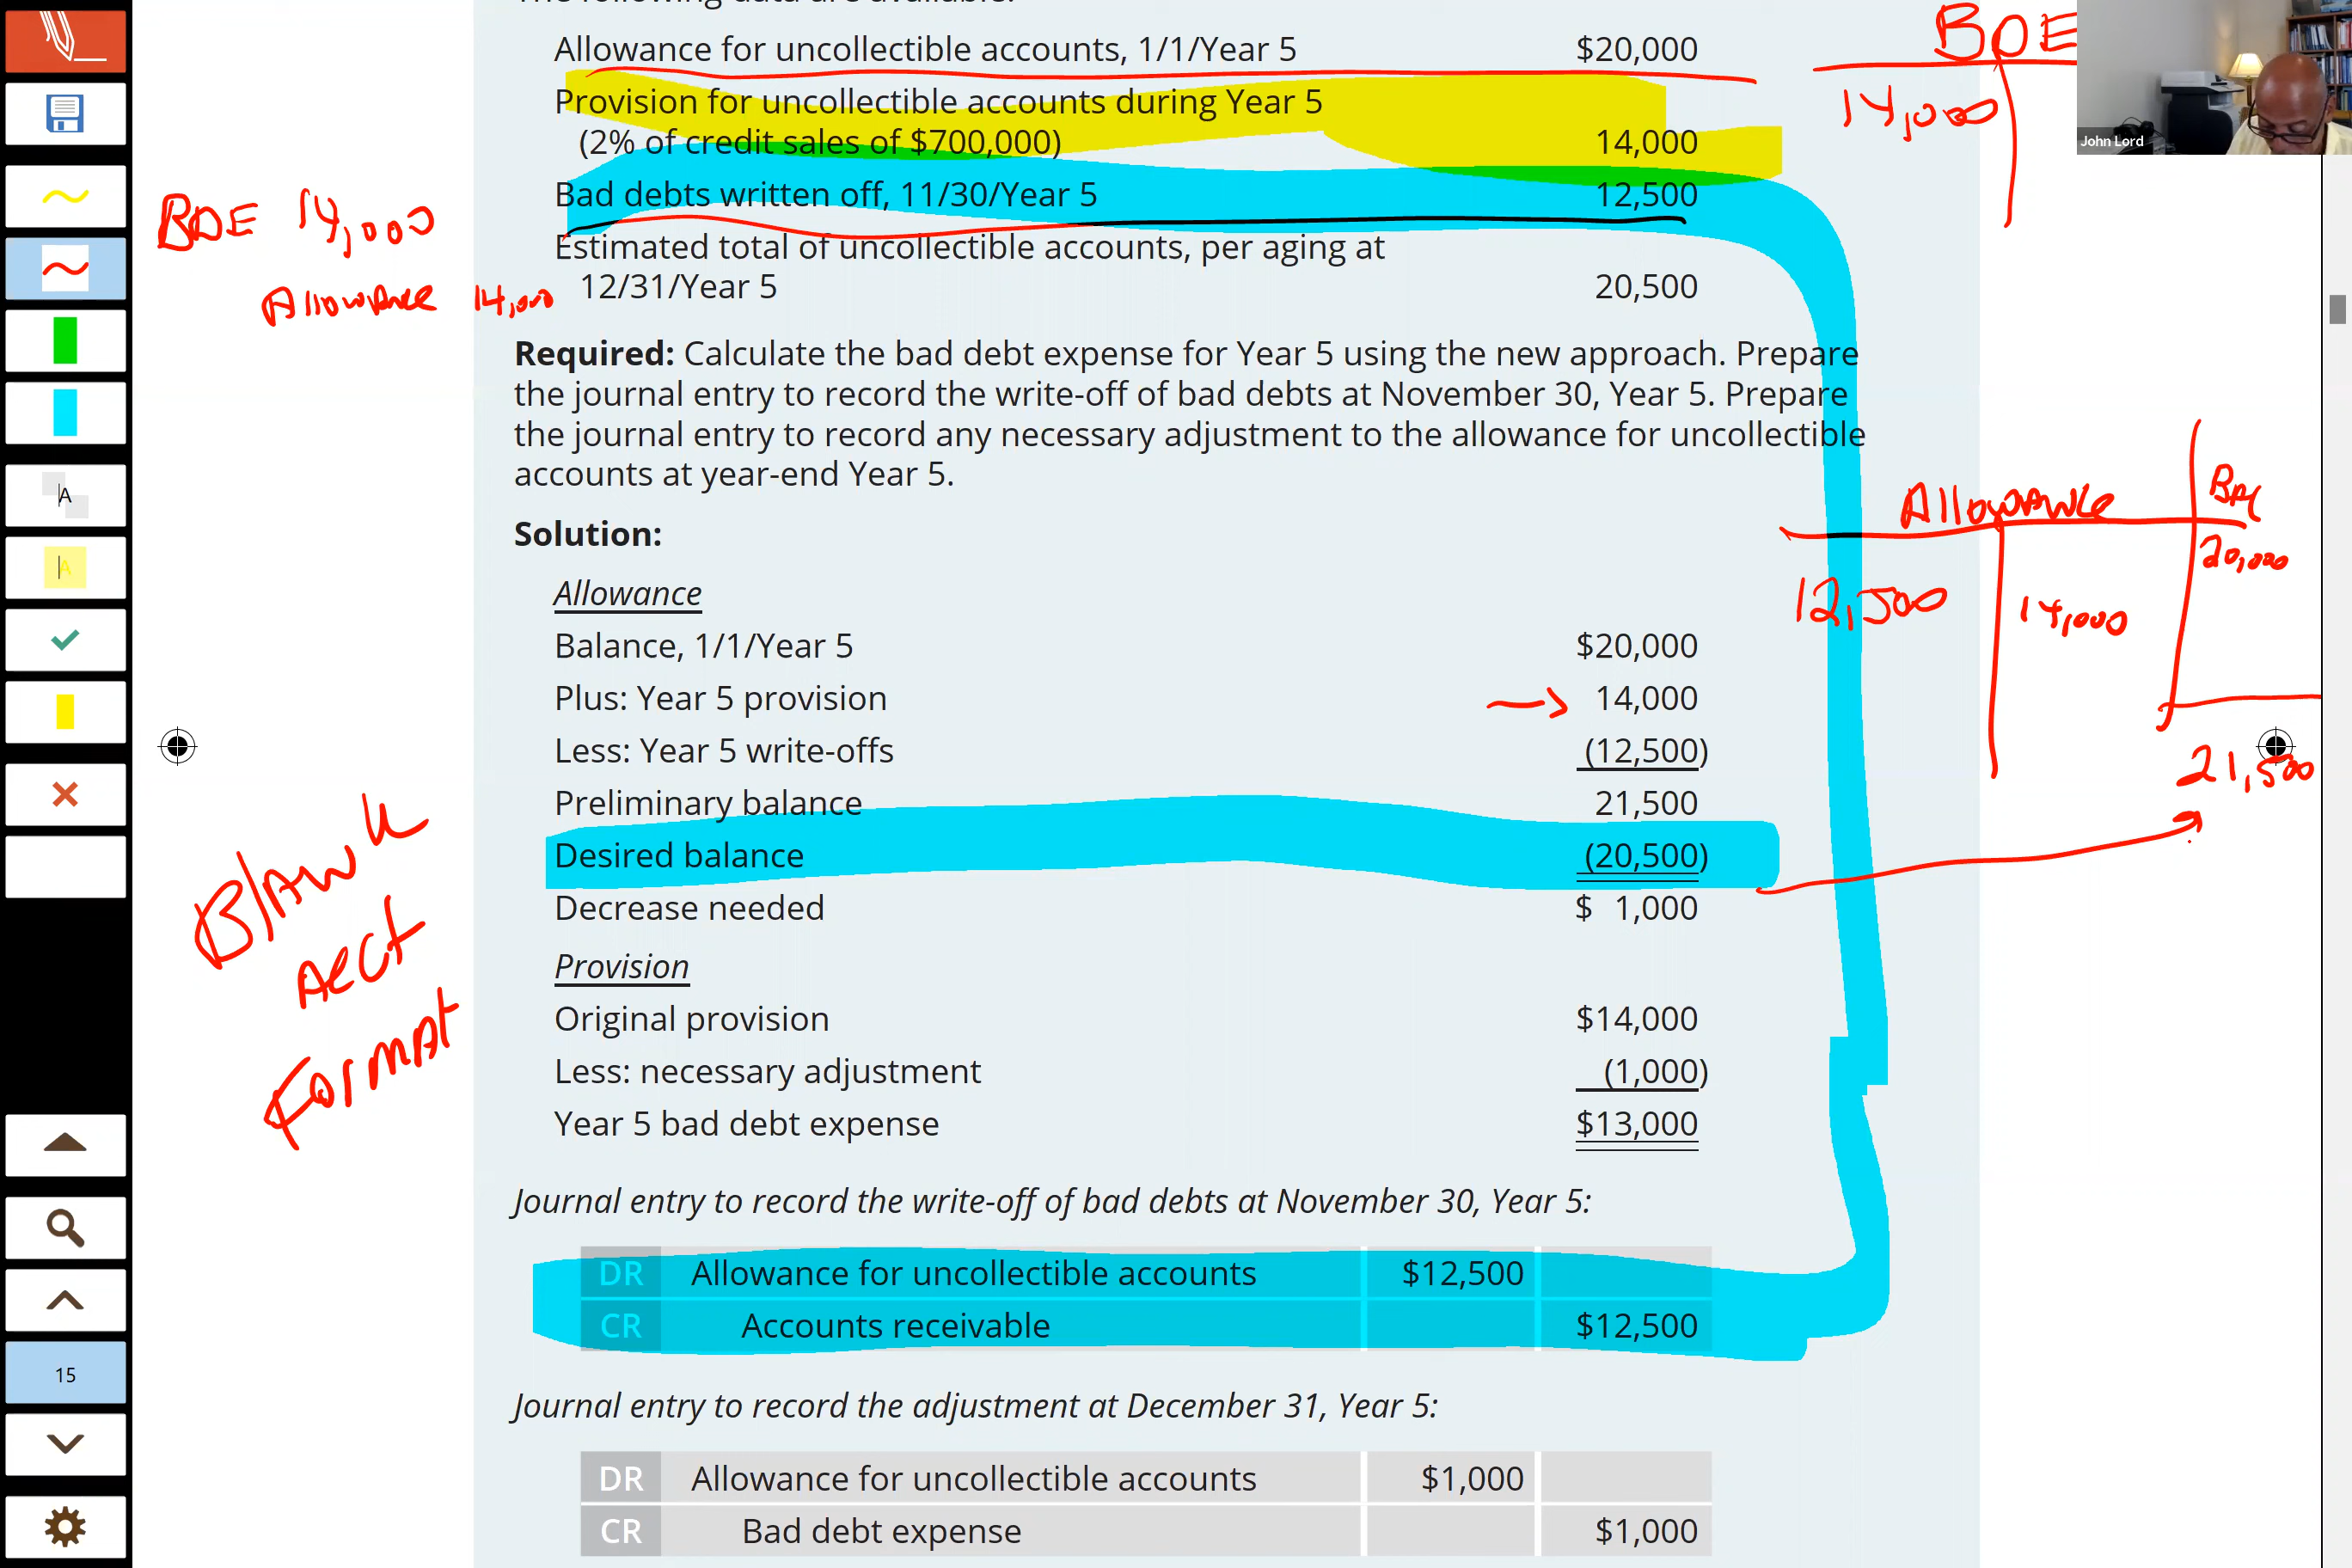 Allowance for uncollectible accounts, 1/1/Year 5 $20,000
Provision for uncollectible accounts during Year 5
(2% of credit sales of $700,000) 14,000
Bad debts written off, 11/30/Year 5 12,500
Estimated total of uncollectible accounts, per aging at
12/31/Year 5 20,500
BDE
14,000
John Lord
BDE 14,000
Allowance 14,000
Required: Calculate the bad debt expense for Year 5 using the new approach. Prepare
the journal entry to record the write-off of bad debts at November 30, Year 5. Prepare
the journal entry to record any necessary adjustment to the allowance for uncollectible
accounts at year-end Year 5.
Solution:
Allowance
Balance, 1/1/Year 5 $20,000
Plus: Year 5 provision 14,000
Less: Year 5 write-offs (12,500)
Preliminary balance 21,500
Desired balance (20,500)
Decrease needed $ 1,000
Allowance
20,000
12,500 14,000
21,500
Provision
Original provision $14,000
Less: necessary adjustment (1,000)
Year 5 bad debt expense $13,000
Blank
Acct
Format
Journal entry to record the write-off of bad debts at November 30, Year 5:
DR Allowance for uncollectible accounts $12,500
CR Accounts receivable $12,500
Journal entry to record the adjustment at December 31, Year 5:
DR Allowance for uncollectible accounts $1,000
CR Bad debt expense $1,000
A
A
15